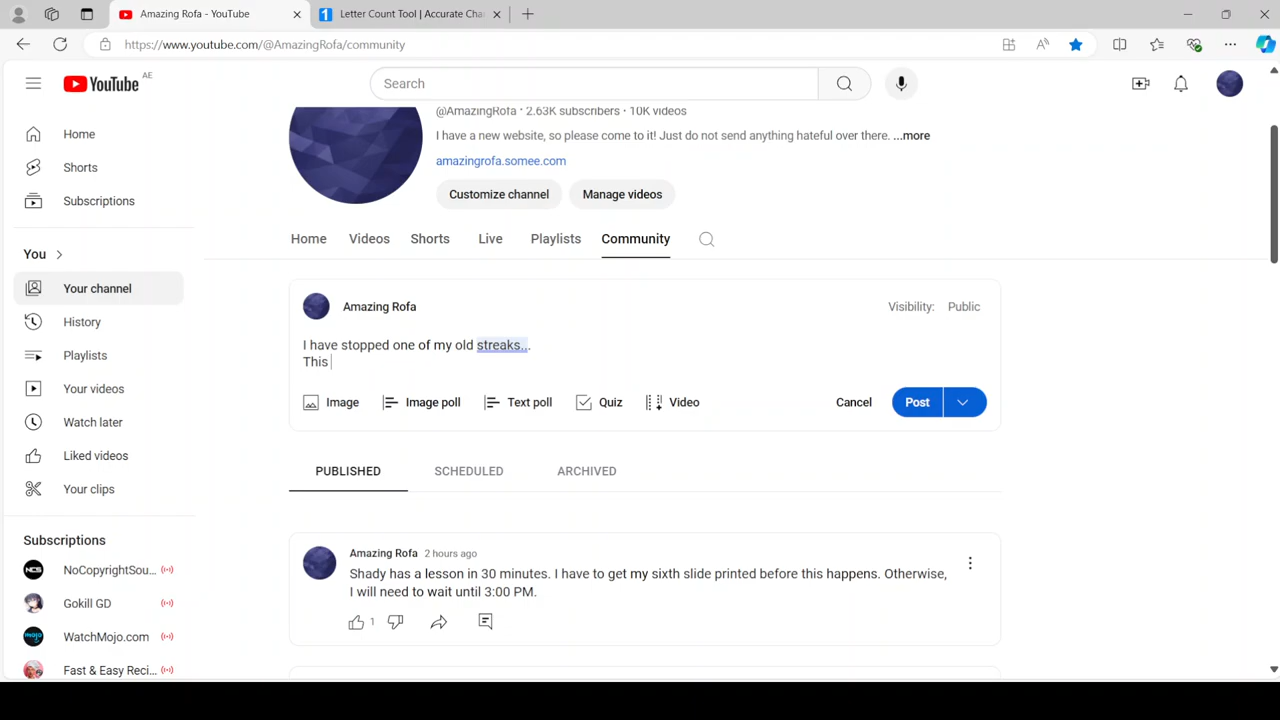 Amazing Rofa - YouTube
Letter Count Tool | Accurate Cha
https://www.youtube.com/@AmazingRofa/community
YouTube AE
Search
@AmazingRofa • 2.63K subscribers • 10K videos
I have a new website, so please come to it! Just do not send anything hateful over there. ...more
amazingrofa.somee.com
Customize channel
Manage videos
Home
Videos
Shorts
Live
Playlists
Community
Home
Shorts
Subscriptions
You
Your channel
History
Playlists
Your videos
Watch later
Liked videos
Your clips
Subscriptions
NoCopyrightSou...
Gokill GD
WatchMojo.com
Fast & Easy Reci...
Amazing Rofa
Visibility: Public
I have stopped one of my old streaks...
This
Image
Image poll
Text poll
Quiz
Video
Cancel
Post
PUBLISHED
SCHEDULED
ARCHIVED
Amazing Rofa 2 hours ago
Shady has a lesson in 30 minutes. I have to get my sixth slide printed before this happens. Otherwise,
I will need to wait until 3:00 PM.
1